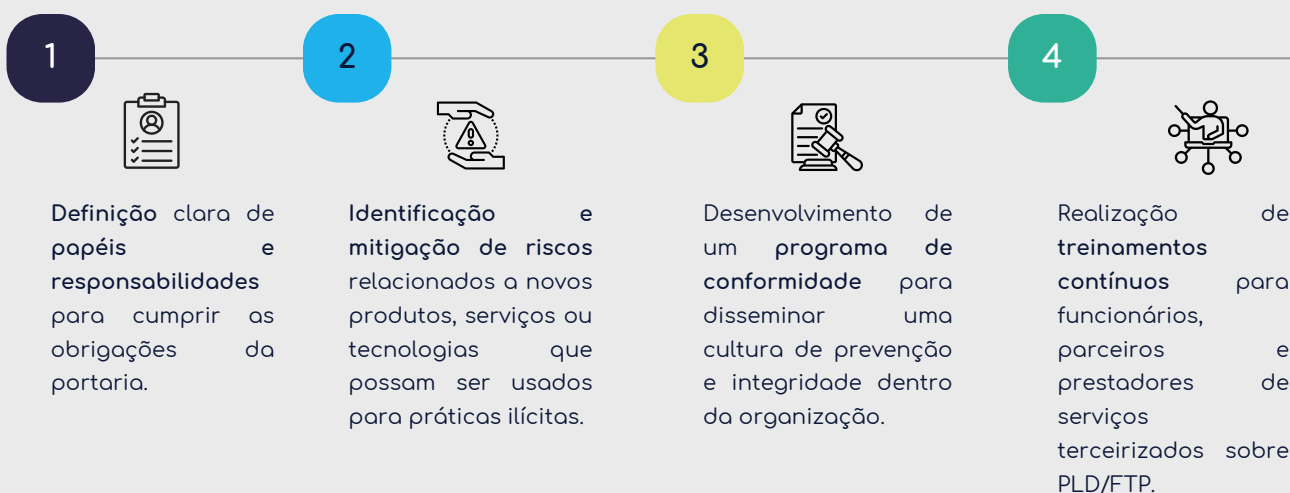 1
Definição clara de
papéis e
responsabilidades
para cumprir as
obrigações da
portaria.
2
Identificação e
mitigação de riscos
relacionados a novos
produtos, serviços ou
tecnologias que
possam ser usados
para práticas ilícitas.
3
Desenvolvimento de
um programa de
conformidade para
disseminar uma
cultura de prevenção
e integridade dentro
da organização.
4
Realização de
treinamentos
contínuos para
funcionários,
parceiros e
prestadores de
serviços
terceirizados sobre
PLD/FTP.